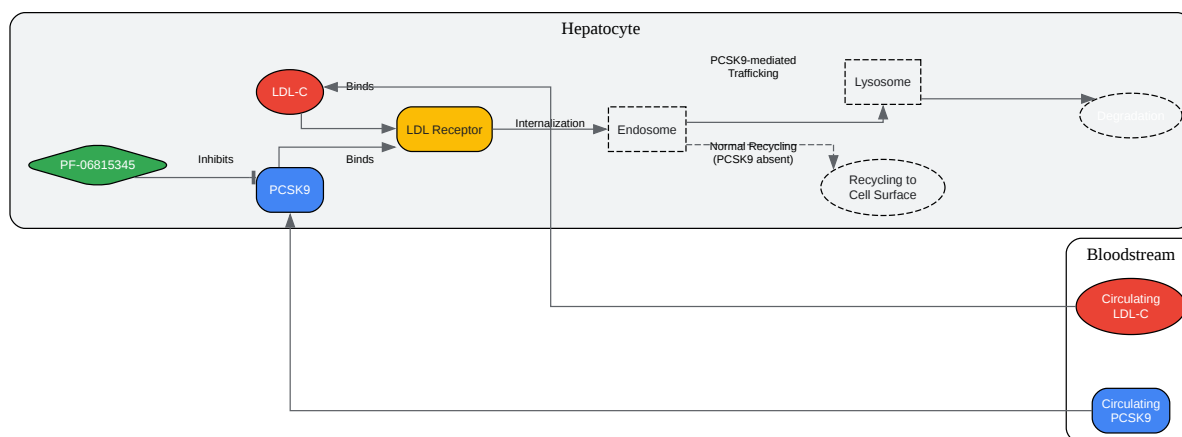 Hepatocyte
PCSK9-mediated
Trafficking
Lysosome
LDL-C
Binds
Degradation
LDL Receptor
Internalization
Endosome
Normal Recycling
(PCSK9 absent)
Inhibits
Binds
PF-06815345
PCSK9
Recycling to
Cell Surface
Bloodstream
Circulating
LDL-C
Circulating
PCSK9